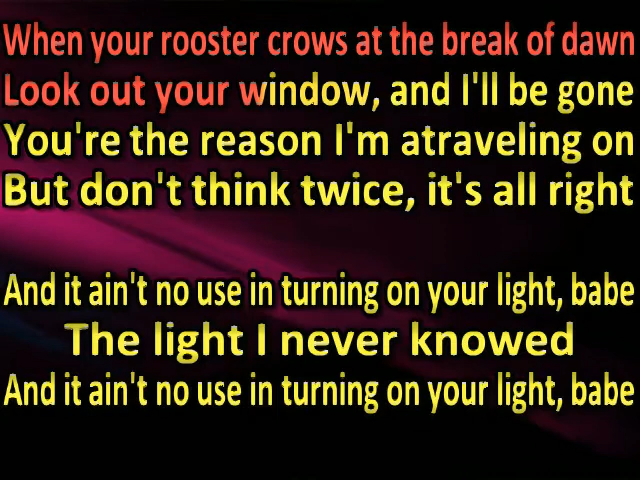 When your rooster crows at the break of dawn
Look out your window, and I'll be gone
You're the reason I'm atraveling on
But don't think twice, it's all right
And it ain't no use in turning on your light, babe
The light I never knowed
And it ain't no use in turning on your light, babe